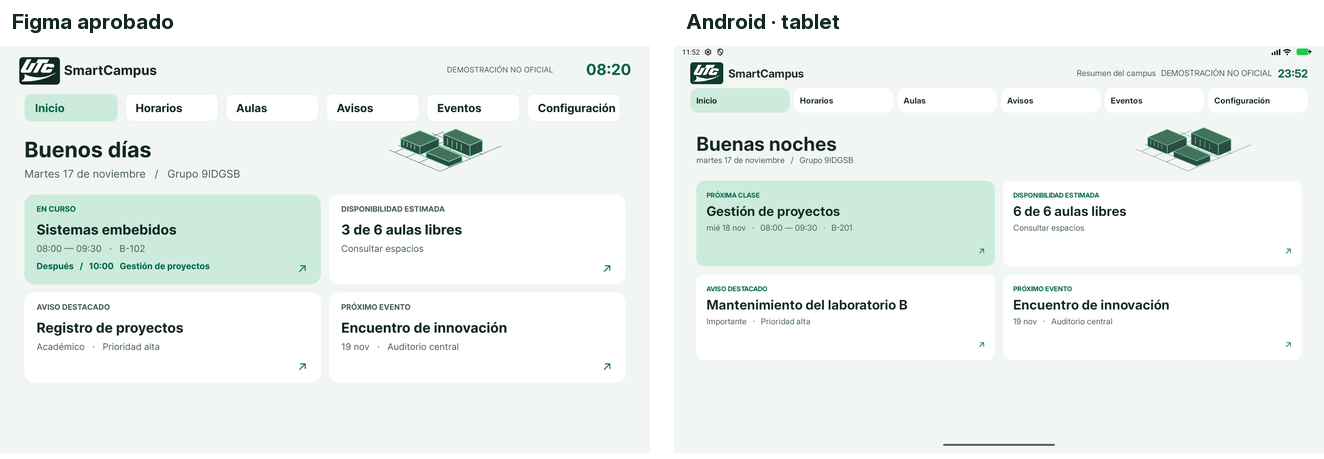 Figma aprobado
UTC SmartCampus
DEMOSTRACIÓN NO OFICIAL
08:20
Inicio
Horarios
Aulas
Avisos
Eventos
Configuración
Buenos días
Martes 17 de noviembre / Grupo 9IDGSB
EN CURSO
Sistemas embebidos
08:00 — 09:30 · B-102
Después / 10:00 Gestión de proyectos
DISPONIBILIDAD ESTIMADA
3 de 6 aulas libres
Consultar espacios
AVISO DESTACADO
Registro de proyectos
Académico · Prioridad alta
PRÓXIMO EVENTO
Encuentro de innovación
19 nov · Auditorio central
Android · tablet
11:52
UTC SmartCampus
Resumen del campus DEMOSTRACIÓN NO OFICIAL 23:52
Inicio
Horarios
Aulas
Avisos
Eventos
Configuración
Buenas noches
martes 17 de noviembre / Grupo 9IDGSB
PRÓXIMA CLASE
Gestión de proyectos
mié 18 nov · 08:00 — 09:30 · B-201
DISPONIBILIDAD ESTIMADA
6 de 6 aulas libres
Consultar espacios
AVISO DESTACADO
Mantenimiento del laboratorio B
Importante · Prioridad alta
PRÓXIMO EVENTO
Encuentro de innovación
19 nov · Auditorio central